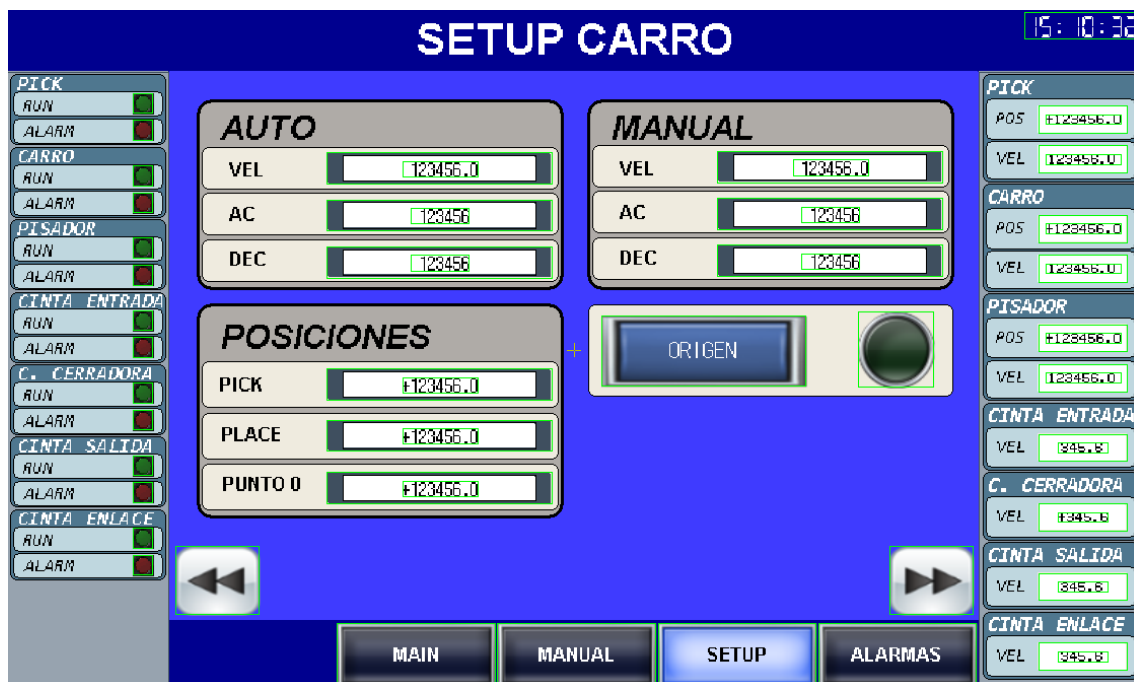 SETUP CARRO
15:10:32
PICK
RUN
ALARM
CARRO
RUN
ALARM
PISADOR
RUN
ALARM
CINTA ENTRADA
RUN
ALARM
C. CERRADORA
RUN
ALARM
CINTA SALIDA
RUN
ALARM
CINTA ENLACE
RUN
ALARM
AUTO
VEL 123456.0
AC 123456
DEC 123456
MANUAL
VEL 123456.0
AC 123456
DEC 123456
POSICIONES
PICK +123456.0
PLACE +123456.0
PUNTO 0 +123456.0
ORIGEN
PICK
POS +123456.0
VEL 123456.0
CARRO
POS +123456.0
VEL 123456.0
PISADOR
POS +123456.0
VEL 123456.0
CINTA ENTRADA
VEL 345.6
C. CERRADORA
VEL +345.6
CINTA SALIDA
VEL 345.6
CINTA ENLACE
VEL 345.6
MAIN MANUAL SETUP ALARMAS